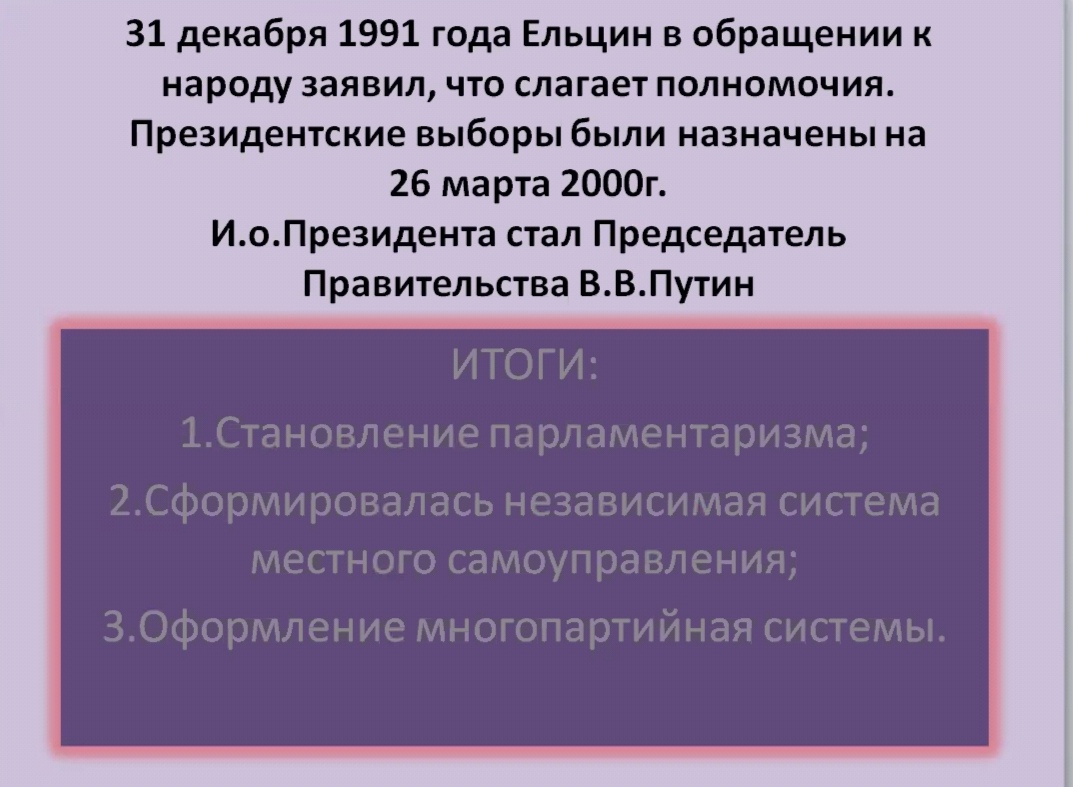 31 декабря 1991 года Ельцин в обращении к
народу заявил, что слагает полномочия.
Президентские выборы были назначены на
26 марта 2000г.
И.о.Президента стал Председатель
Правительства В.В.Путин
ИТОГИ:
1.Становление парламентаризма;
2.Сформировалась независимая система
местного самоуправления;
3.Оформление многопартийная системы.